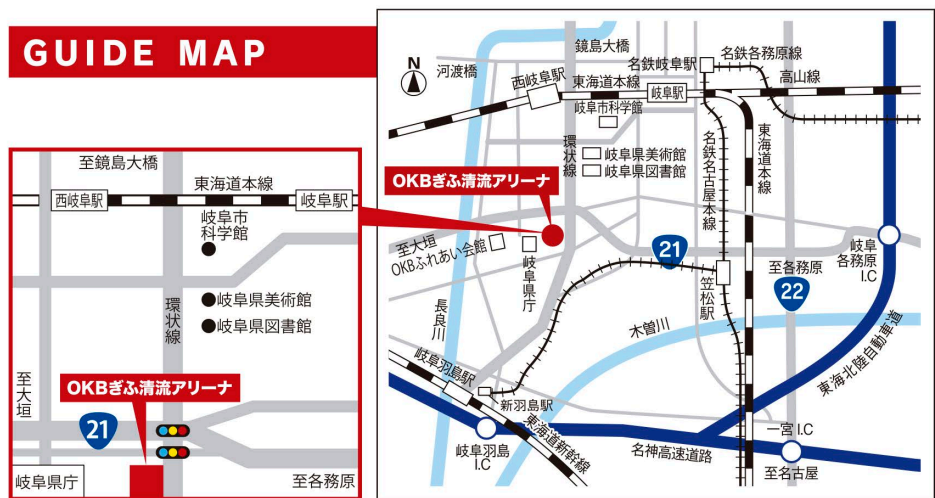 GUIDE MAP
至鏡島大橋
東海道本線
西岐阜駅
岐阜駅
岐阜市
科学館
岐阜県美術館
岐阜県図書館
環状線
至大垣
OKBぎふ清流アリーナ
21
岐阜県庁
至各務原
N
河渡橋
鏡島大橋
西岐阜駅
東海道本線
岐阜市科学館
名鉄岐阜駅
岐阜駅
名鉄各務原線
高山線
環状線
岐阜県美術館
岐阜県図書館
名鉄名古屋本線
東海道本線
OKBぎふ清流アリーナ
至大垣
OKBふれあい会館
岐阜県庁
21
笠松駅
至各務原
22
岐阜
各務原
I.C
長良川
木曽川
東海北陸自動車道
岐阜羽島駅
新羽島駅
岐阜羽島
I.C
東海道新幹線
名神高速道路
一宮I.C
至名古屋